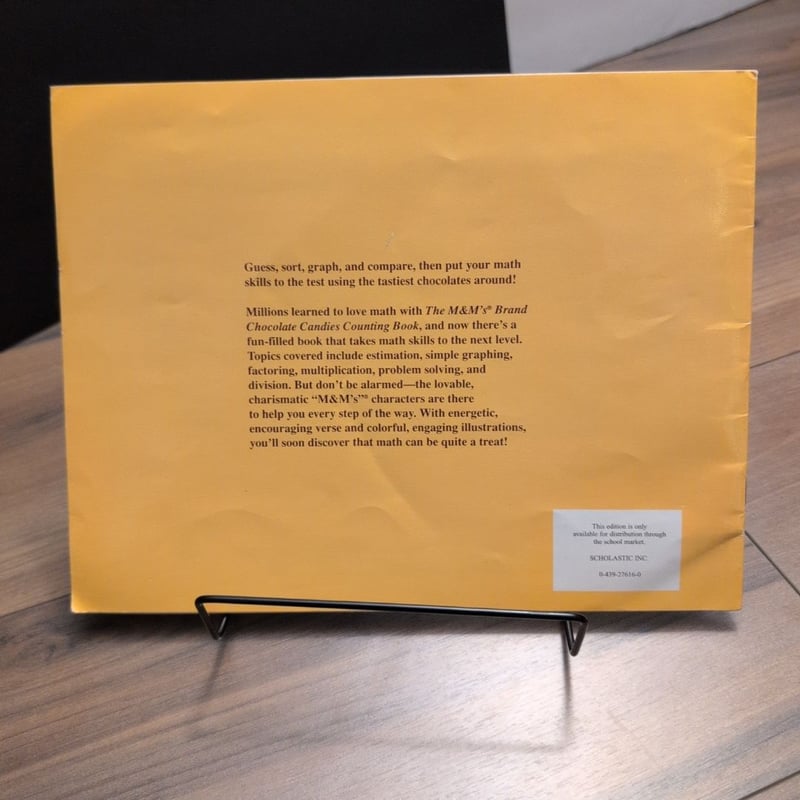 Guess, sort, graph, and compare, then put your math
skills to the test using the tastiest chocolates around!
Millions learned to love math with The M&M's® Brand
Chocolate Candies Counting Book, and now there's a
fun-filled book that takes math skills to the next level.
Topics covered include estimation, simple graphing,
factoring, multiplication, problem solving, and
division. But don't be alarmed—the lovable,
charismatic “M&M's”® characters are there
to help you every step of the way. With energetic,
encouraging verse and colorful, engaging illustrations,
you'll soon discover that math can be quite a treat!
This edition is only
available for distribution through
the school market.
SCHOLASTIC INC.
0-439-27616-0